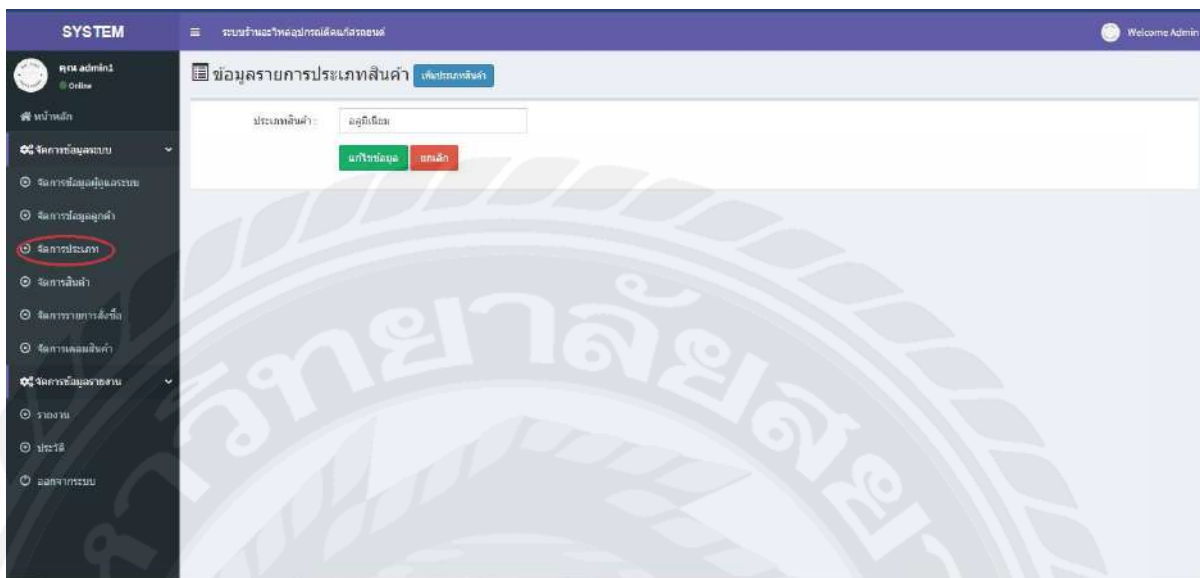 SYSTEM
ระบบร้านอะไหล่อุปกรณ์ติดแก๊สรถยนต์
Welcome Admin
คุณ admin1
Online
ข้อมูลรายการประเภทสินค้า
เพิ่มประเภทสินค้า
หน้าหลัก
ประเภทสินค้า :
อลูมิเนียม
จัดการข้อมูลระบบ
แก้ไขข้อมูล
ยกเลิก
จัดการข้อมูลผู้ดูแลระบบ
จัดการข้อมูลลูกค้า
จัดการประเภท
จัดการสินค้า
จัดการรายการสั่งซื้อ
จัดการเคลมสินค้า
จัดการข้อมูลรายงาน
รายงาน
ประวัติ
ออกจากระบบ